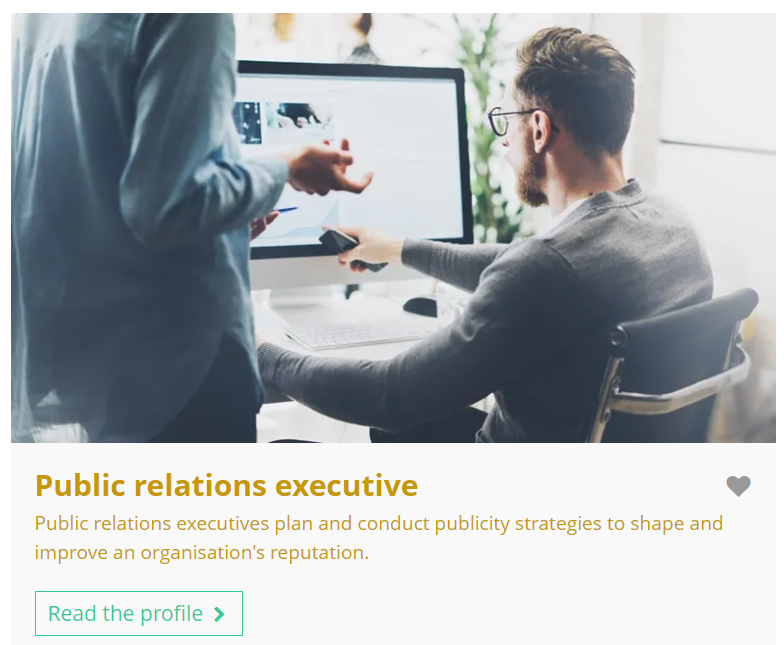 Public relations executive
Public relations executives plan and conduct publicity strategies to shape and
improve an organisation's reputation.
Read the profile